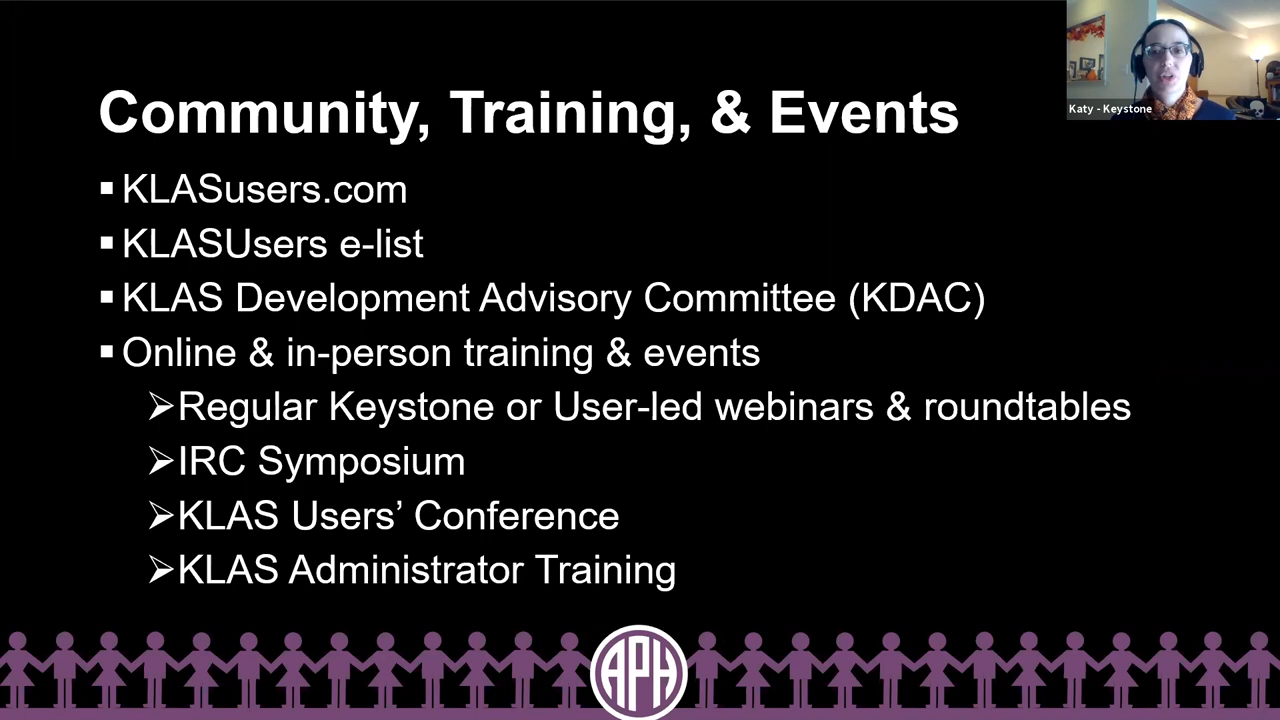 Community, Training, & Events
Katy - Keystone
▪KLASusers.com
▪KLASUsers e-list
▪KLAS Development Advisory Committee (KDAC)
▪Online & in-person training & events
➢Regular Keystone or User-led webinars & roundtables
➢IRC Symposium
➢KLAS Users’ Conference
➢KLAS Administrator Training
APH